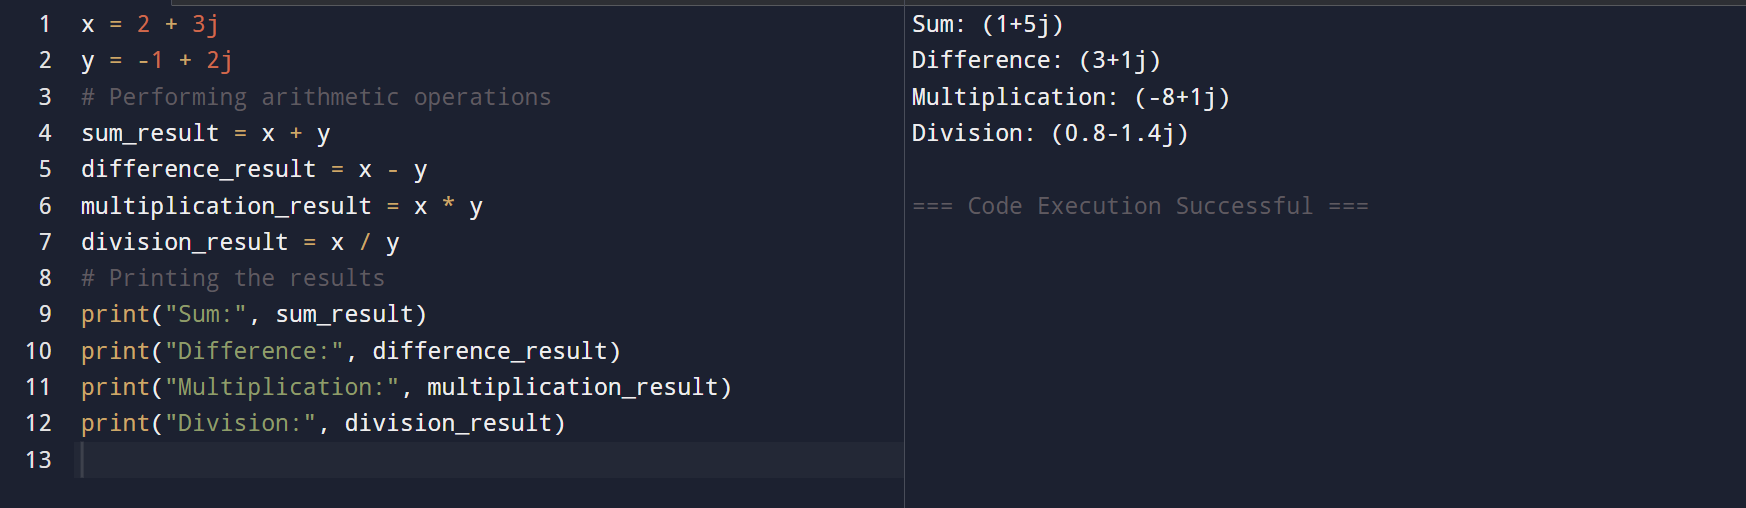 1 x = 2 + 3j
2 y = -1 + 2j
3 # Performing arithmetic operations
4 sum_result = x + y
5 difference_result = x - y
6 multiplication_result = x * y
7 division_result = x / y
8 # Printing the results
9 print("Sum:", sum_result)
10 print("Difference:", difference_result)
11 print("Multiplication:", multiplication_result)
12 print("Division:", division_result)
13
Sum: (1+5j)
Difference: (3+1j)
Multiplication: (-8+1j)
Division: (0.8-1.4j)
=== Code Execution Successful ===